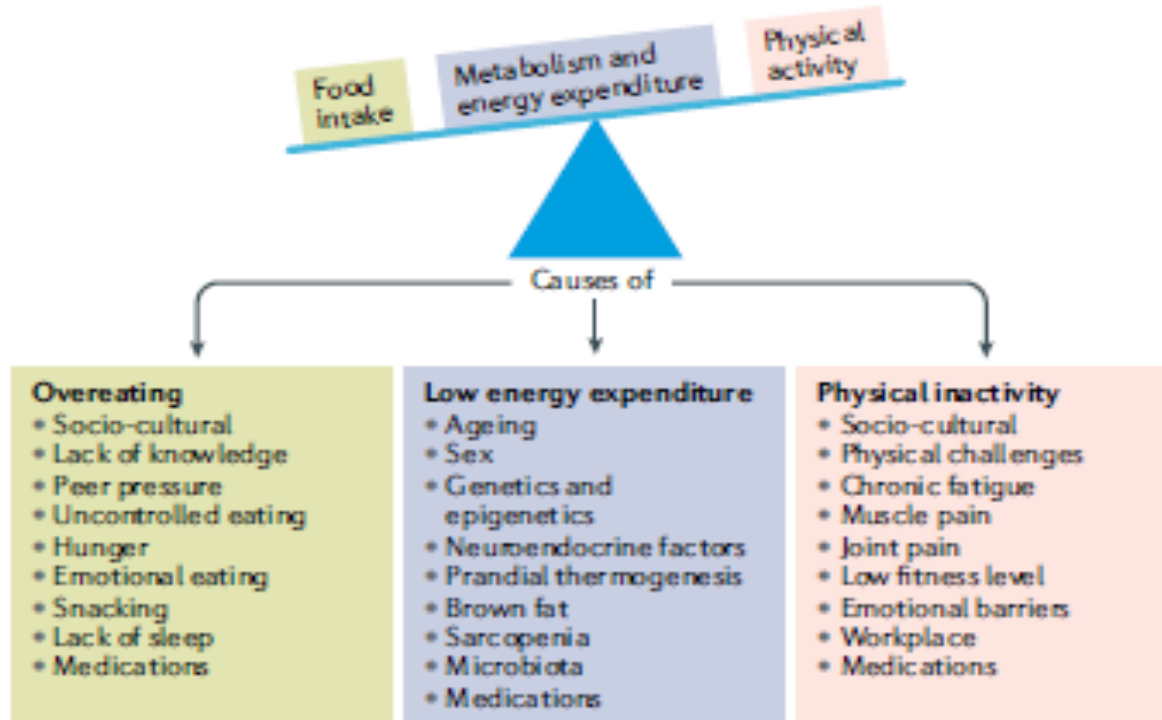 Food
intake
Metabolism and
energy expenditure
Physical
activity
Causes of
Overeating
• Socio-cultural
• Lack of knowledge
• Peer pressure
• Uncontrolled eating
• Hunger
• Emotional eating
• Snacking
• Lack of sleep
• Medications
Low energy expenditure
• Ageing
• Sex
• Genetics and
epigenetics
• Neuroendocrine factors
• Prandial thermogenesis
• Brown fat
• Sarcopenia
• Microbiota
• Medications
Physical inactivity
• Socio-cultural
• Physical challenges
• Chronic fatigue
• Muscle pain
• Joint pain
• Low fitness level
• Emotional barriers
• Workplace
• Medications